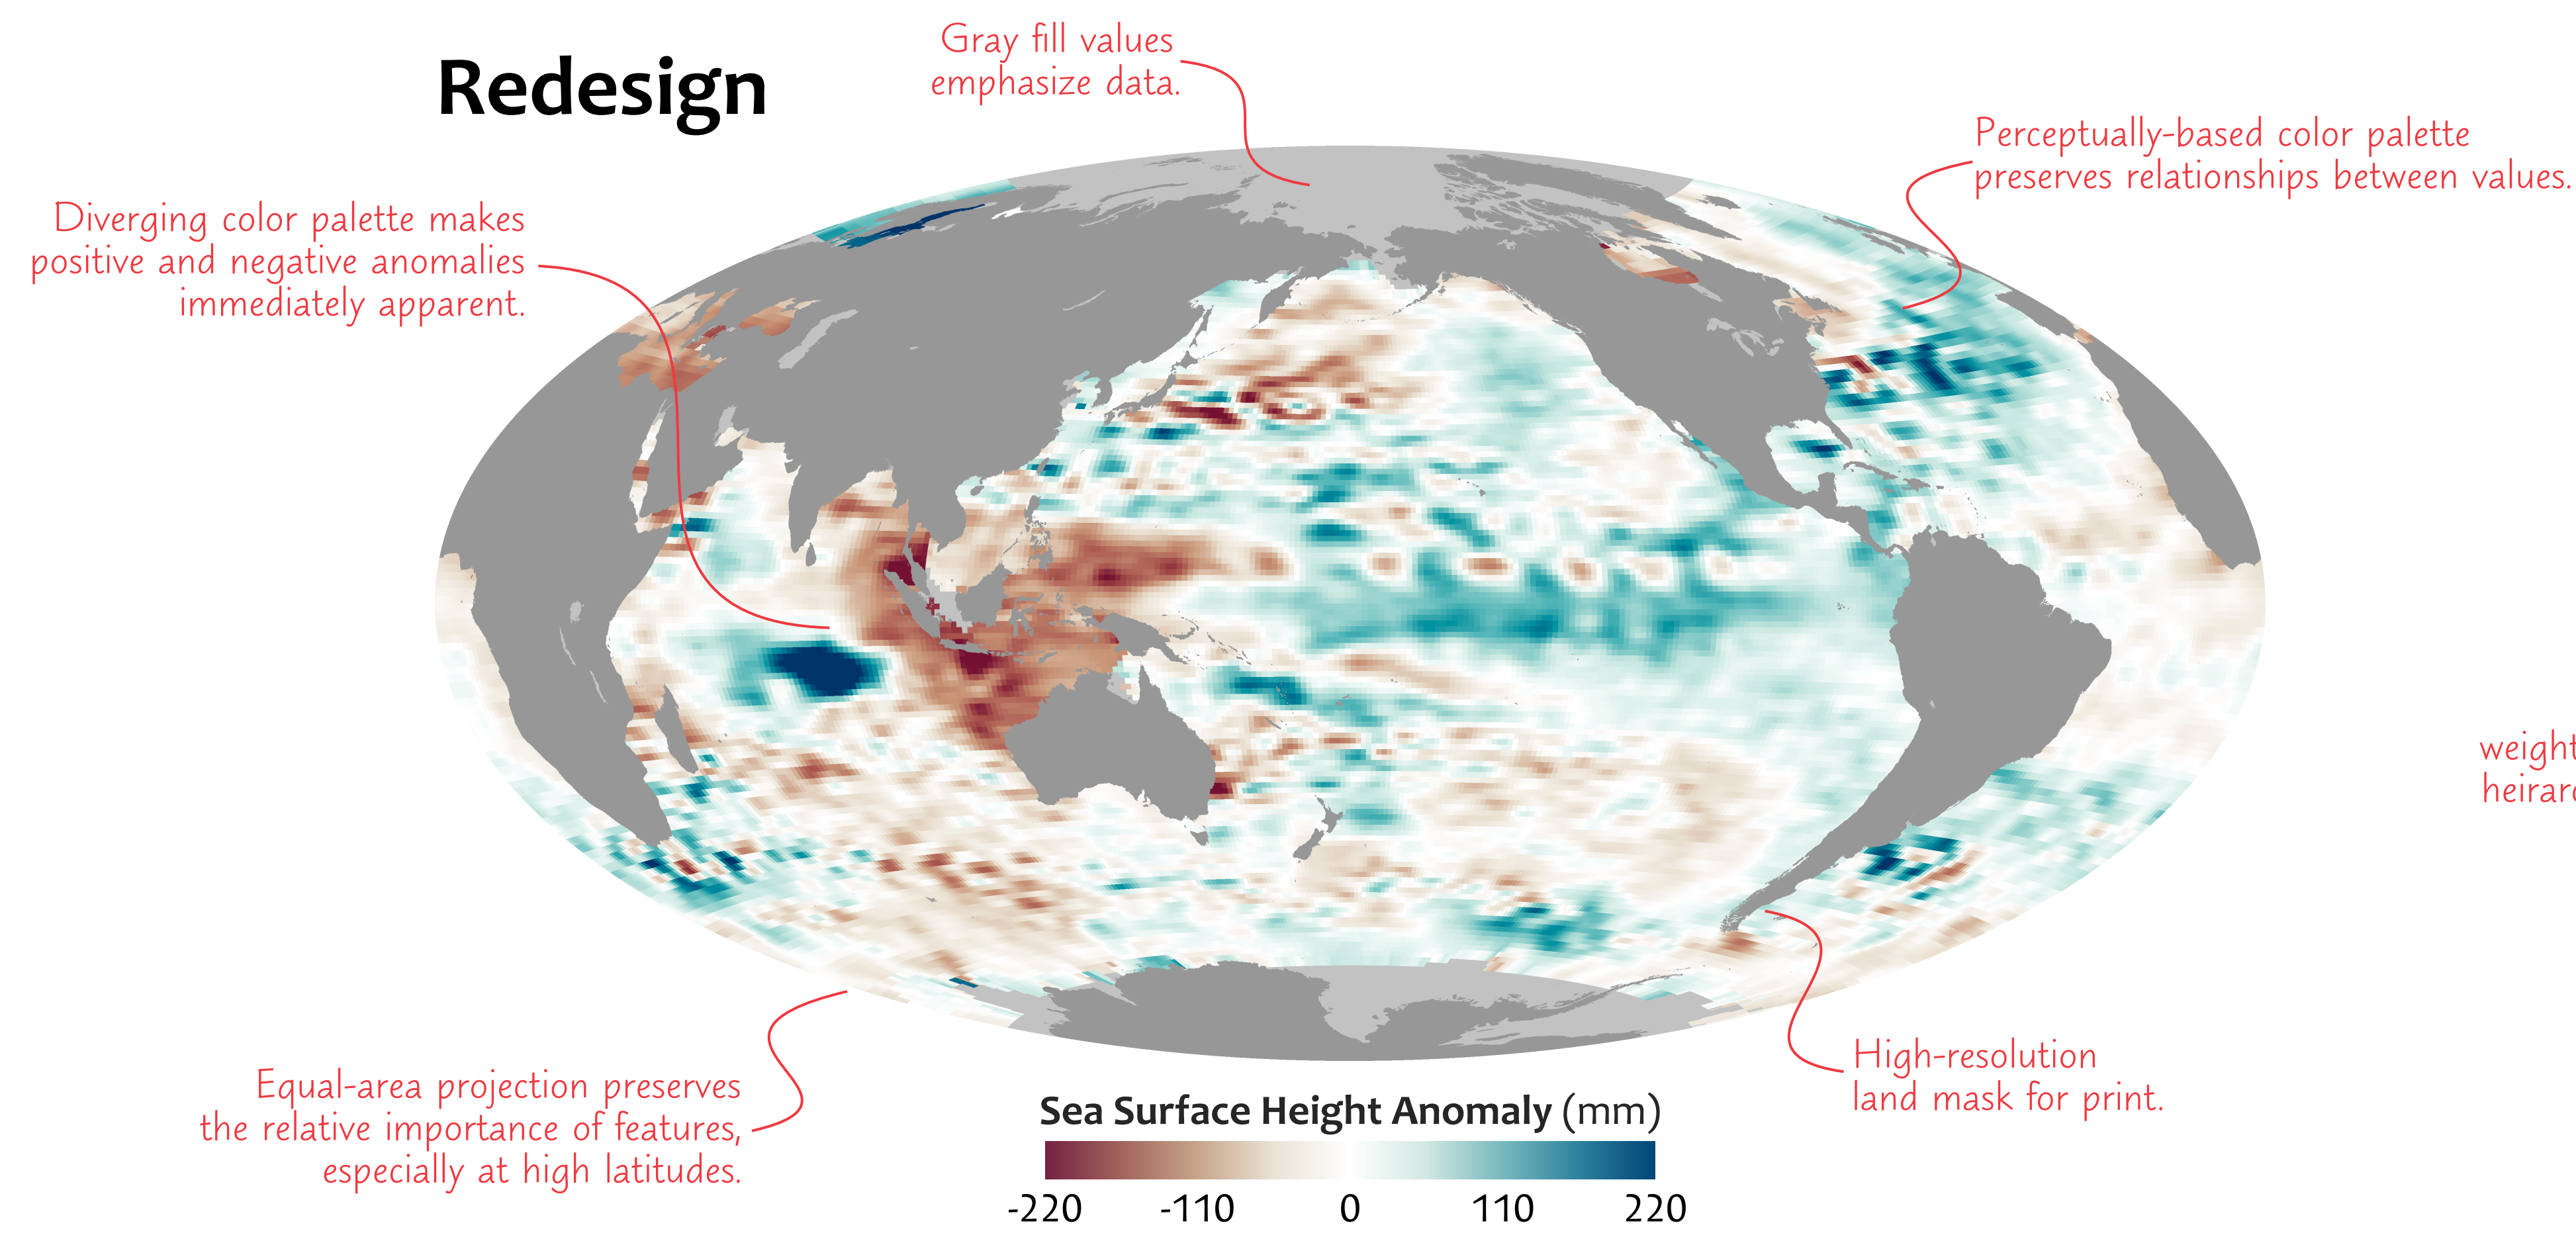 Redesign
Gray fill values
emphasize data.
Perceptually-based color palette
preserves relationships between values.
Diverging color palette makes
positive and negative anomalies
immediately apparent.
weight
Equal-area projection preserves
the relative importance of features,
especially at high latitudes.
High-resolution
land mask for print.
Sea Surface Height Anomaly (mm)
-220 -110 0 110 220